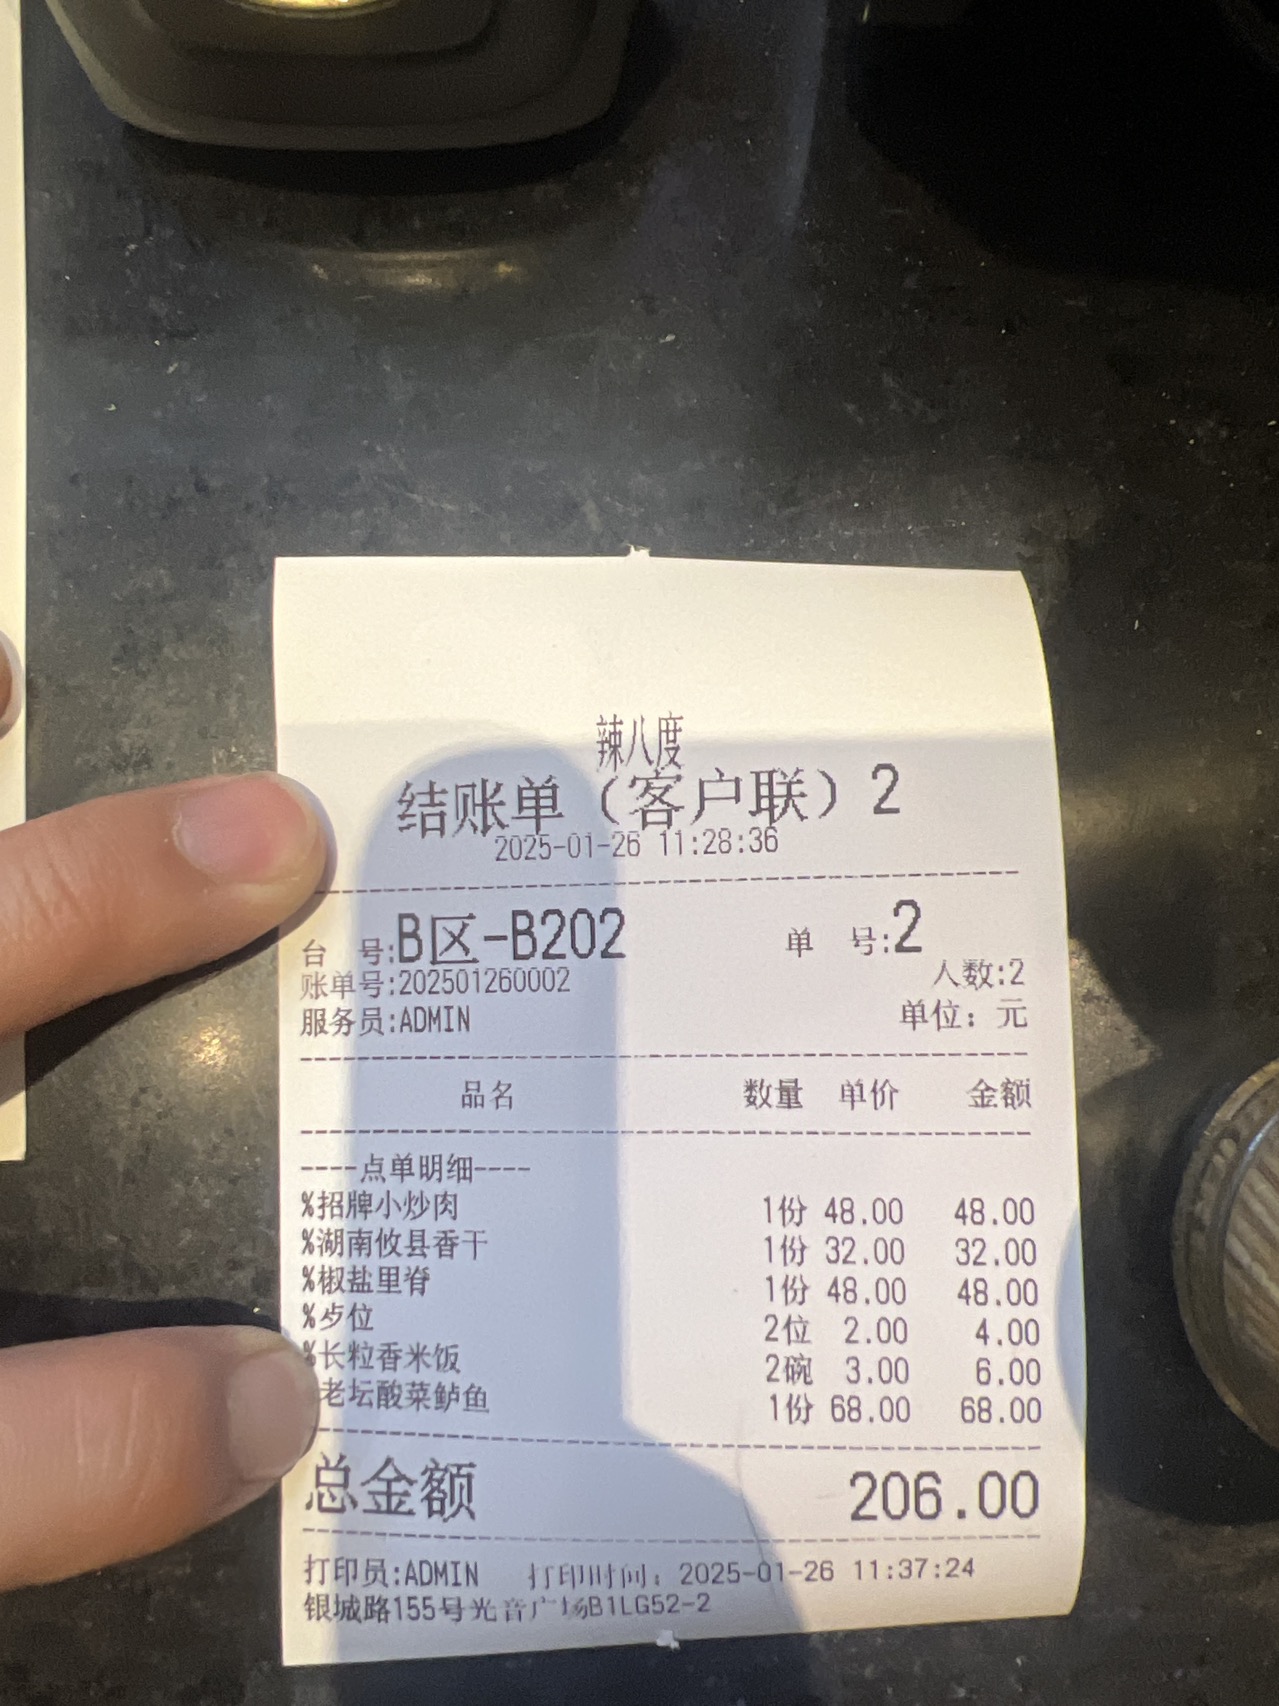 辣八度
结账单（客户联）2
2025-01-26 11:28:36
台 号:B区-B202 单 号:2
账单号:202501260002 人数:2
服务员:ADMIN 单位：元
品名 数量 单价 金额
----点单明细----
%招牌小炒肉 1份 48.00 48.00
%湖南攸县香干 1份 32.00 32.00
%椒盐里脊 1份 48.00 48.00
%歺位 2位 2.00 4.00
%长粒香米饭 2碗 3.00 6.00
老坛酸菜鲈鱼 1份 68.00 68.00
总金额 206.00
打印员:ADMIN 打印时间：2025-01-26 11:37:24
银城路155号光音广场B1LG52-2